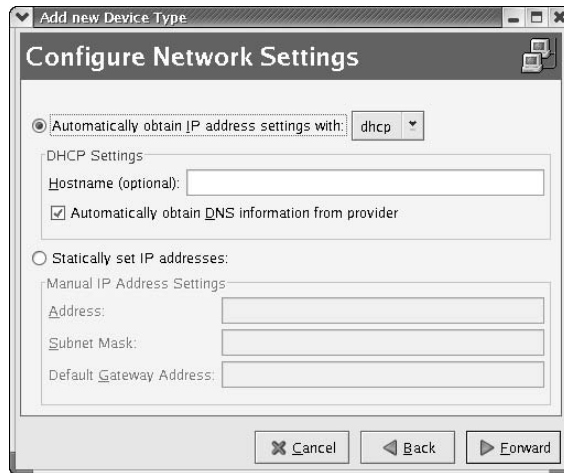 Add new Device Type
Configure Network Settings
Automatically obtain IP address settings with: dhcp
DHCP Settings
Hostname (optional):
Automatically obtain DNS information from provider
Statically set IP addresses:
Manual IP Address Settings
Address:
Subnet Mask:
Default Gateway Address:
Cancel Back Forward